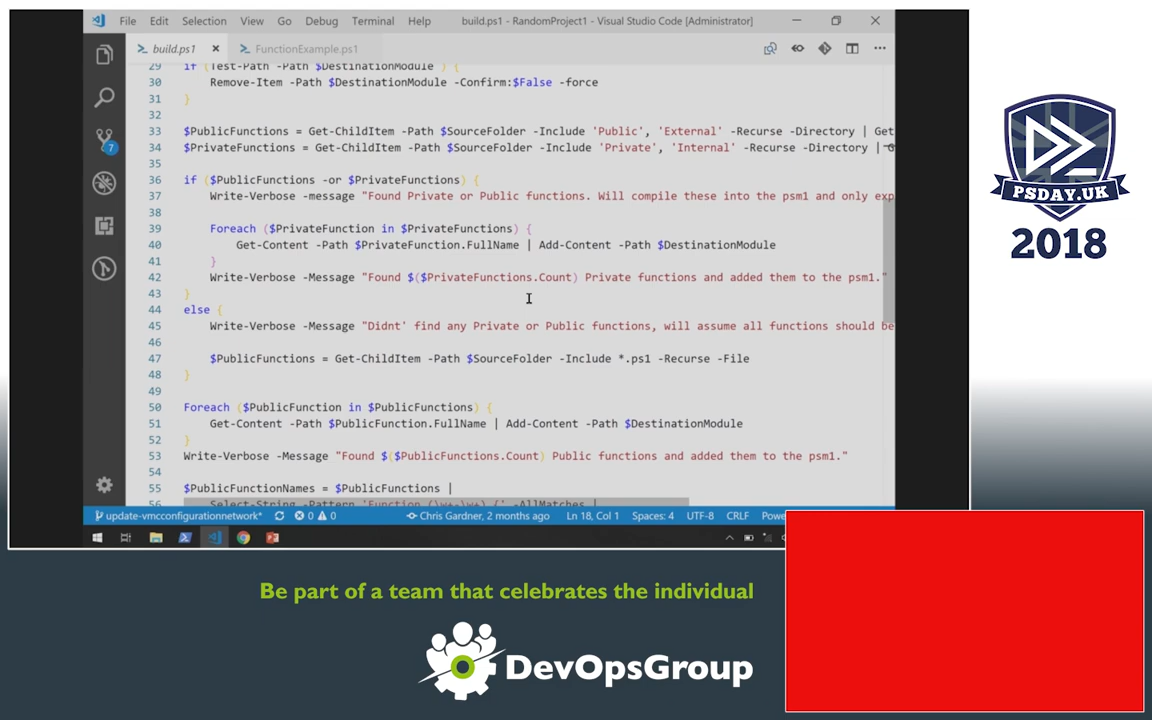 File Edit Selection View Go Debug Terminal Help build.ps1 - RandomProject1 - Visual Studio Code [Administrator]
build.ps1 FunctionExample.ps1
29 if (Test-Path -Path $DestinationModule ) {
30 Remove-Item -Path $DestinationModule -Confirm:$False -force
31 }
32
33 $PublicFunctions = Get-ChildItem -Path $SourceFolder -Include 'Public', 'External' -Recurse -Directory | Get
34 $PrivateFunctions = Get-ChildItem -Path $SourceFolder -Include 'Private', 'Internal' -Recurse -Directory |
35
36 if ($PublicFunctions -or $PrivateFunctions) {
37 Write-Verbose -message "Found Private or Public functions. Will compile these into the psm1 and only exp
38
39 Foreach ($PrivateFunction in $PrivateFunctions) {
40 Get-Content -Path $PrivateFunction.FullName | Add-Content -Path $DestinationModule
41 }
42 Write-Verbose -Message "Found $($PrivateFunctions.Count) Private functions and added them to the psm1."
43 }
44 else {
45 Write-Verbose -Message "Didnt' find any Private or Public functions, will assume all functions should be
46
47 $PublicFunctions = Get-ChildItem -Path $SourceFolder -Include *.ps1 -Recurse -File
48 }
49
50 Foreach ($PublicFunction in $PublicFunctions) {
51 Get-Content -Path $PublicFunction.FullName | Add-Content -Path $DestinationModule
52 }
53 Write-Verbose -Message "Found $($PublicFunctions.Count) Public functions and added them to the psm1."
54
55 $PublicFunctionNames = $PublicFunctions |
56 Select-String -Pattern 'Function (\w+-\w+) {' -AllMatches |
7
update-vmcconfigurationnetwork* 0 0 Chris Gardner, 2 months ago Ln 18, Col 1 Spaces: 4 UTF-8 CRLF Powe
PSDAY.UK
2018
Be part of a team that celebrates the individual
DevOpsGroup